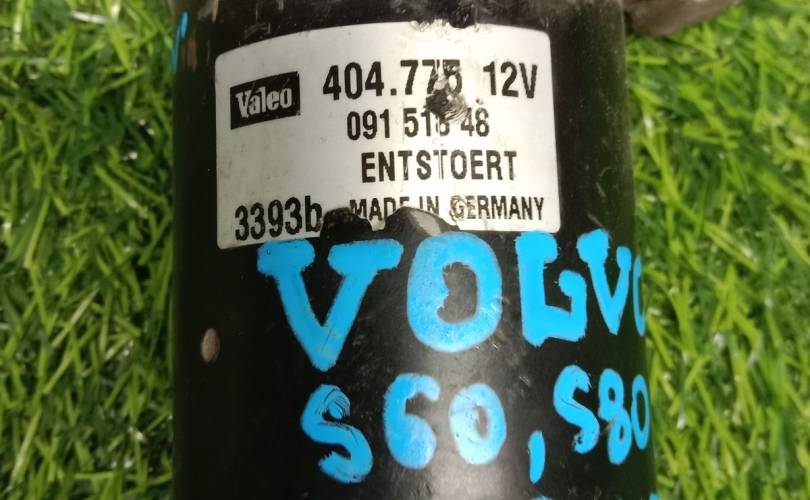 Valeo 404.775 12V
091 518 48
ENTSTOERT
3393b MADE IN GERMANY
VOLVO
S60, S80